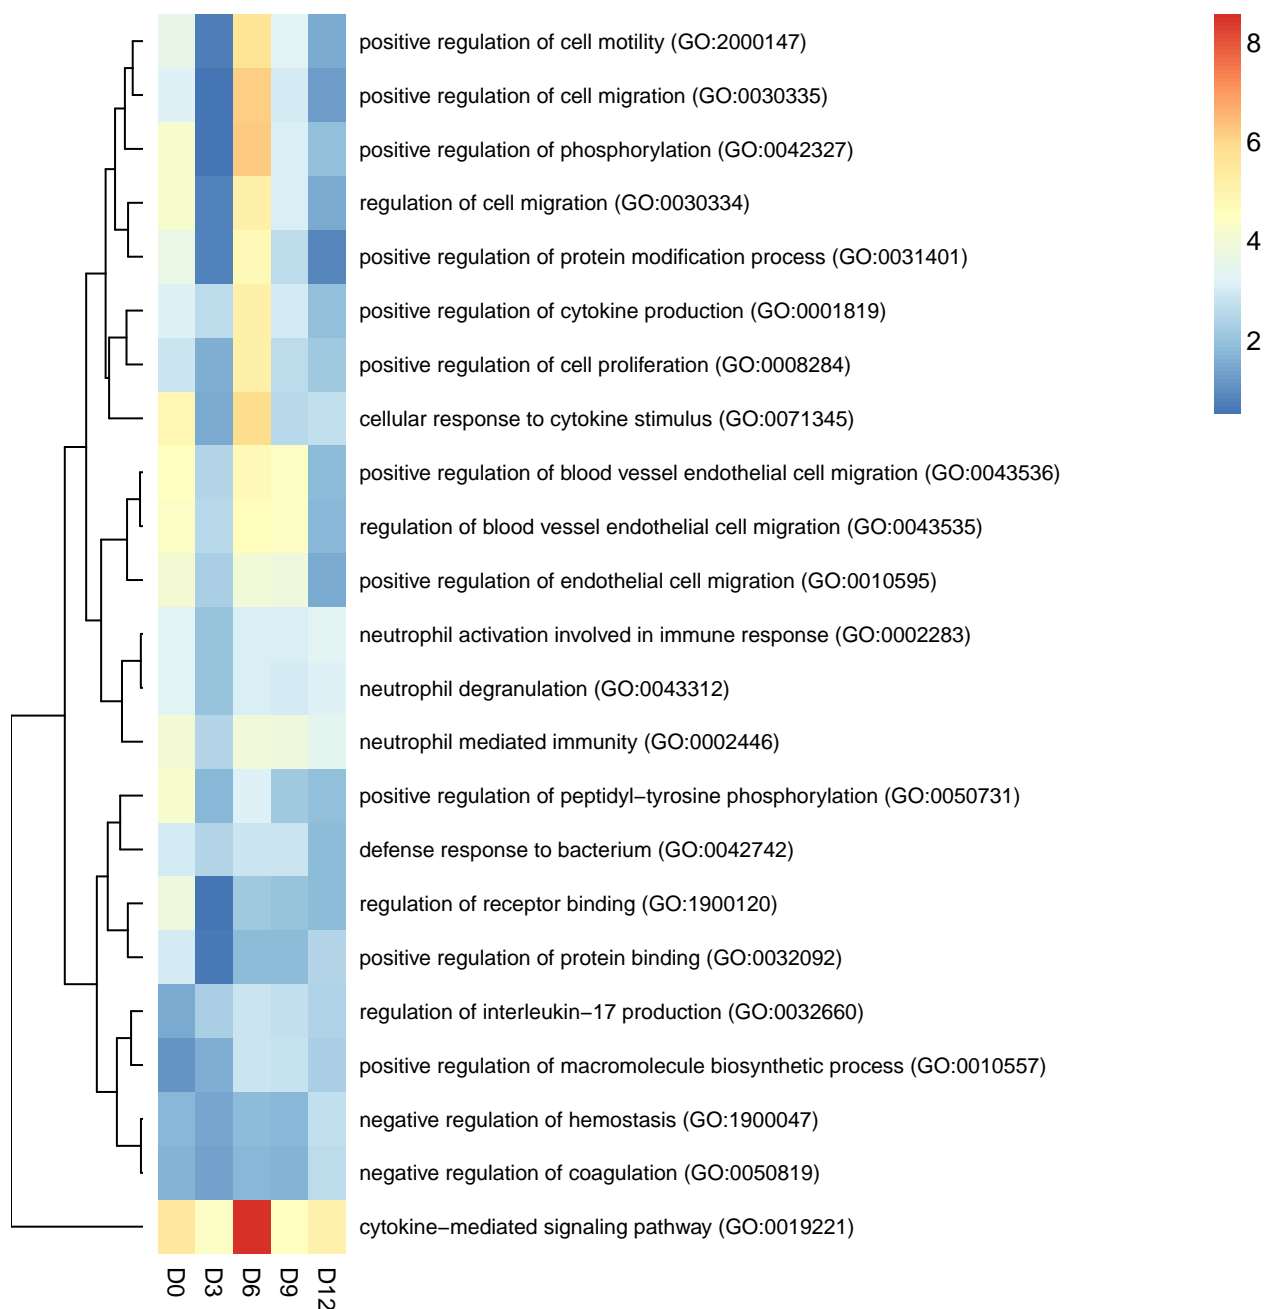 positive regulation of cell motility (GO:2000147)
positive regulation of cell migration (GO:0030335)
positive regulation of phosphorylation (GO:0042327)
regulation of cell migration (GO:0030334)
positive regulation of protein modification process (GO:0031401)
positive regulation of cytokine production (GO:0001819)
positive regulation of cell proliferation (GO:0008284)
cellular response to cytokine stimulus (GO:0071345)
positive regulation of blood vessel endothelial cell migration (GO:0043536)
regulation of blood vessel endothelial cell migration (GO:0043535)
positive regulation of endothelial cell migration (GO:0010595)
neutrophil activation involved in immune response (GO:0002283)
neutrophil degranulation (GO:0043312)
neutrophil mediated immunity (GO:0002446)
positive regulation of peptidyl−tyrosine phosphorylation (GO:0050731)
defense response to bacterium (GO:0042742)
regulation of receptor binding (GO:1900120)
positive regulation of protein binding (GO:0032092)
regulation of interleukin−17 production (GO:0032660)
positive regulation of macromolecule biosynthetic process (GO:0010557)
negative regulation of hemostasis (GO:1900047)
negative regulation of coagulation (GO:0050819)
cytokine−mediated signaling pathway (GO:0019221)
D0
D3
D6
D9
D12
8
6
4
2